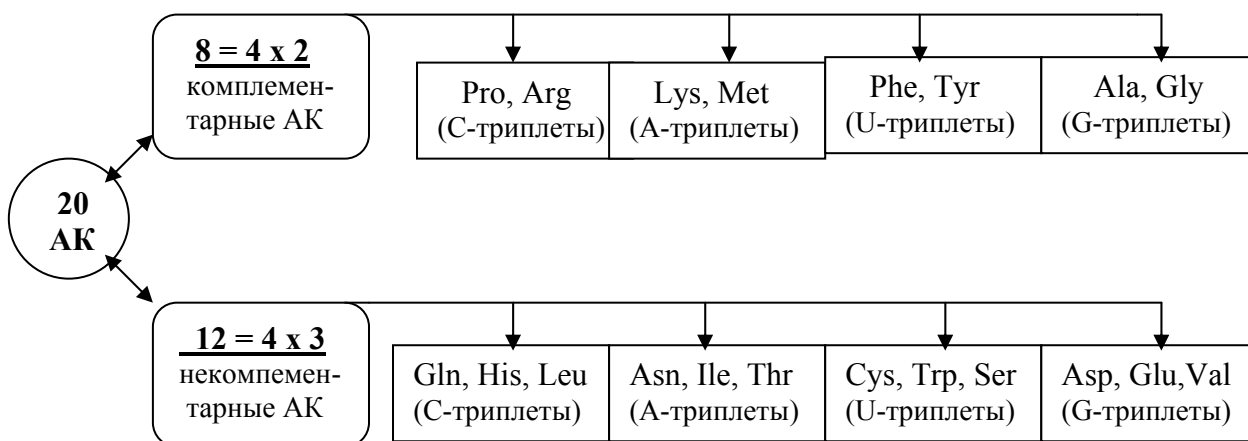 8 = 4 x 2
комплемен-
тарные АК
Pro, Arg
(С-триплеты)
Lys, Met
(А-триплеты)
Phe, Tyr
(U-триплеты)
Ala, Gly
(G-триплеты)
20
АК
12 = 4 x 3
некомпемен-
тарные АК
Gln, His, Leu
(С-триплеты)
Asn, Ile, Thr
(А-триплеты)
Cys, Trp, Ser
(U-триплеты)
Asp, Glu,Val
(G-триплеты)